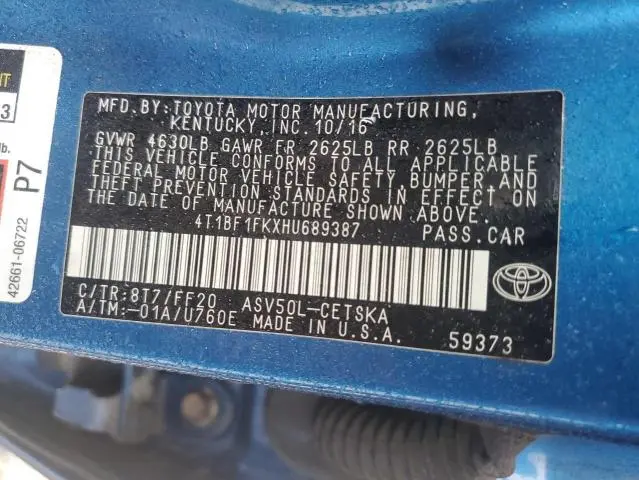 MFD.BY:TOYOTA MOTOR MANUFACTURING,
KENTUCKY,INC.10/16
GVWR 4630LB GAWR FR 2625LB RR 2625LB
THIS VEHICLE CONFORMS TO ALL APPLICABLE
FEDERAL MOTOR VEHICLE SAFETY,BUMPER,AND
THEFT PREVENTION STANDARDS IN EFFECT ON
THE DATE OF MANUFACTURE SHOWN ABOVE.
4T1BF1FKXHU689387 PASS.CAR
C/TR:8T7/FF20 ASV50L-CETSKA
A/TM:-01A/U760E MADE IN U.S.A.
59373
TOYOTA
3
lb.
P7
42661-06722